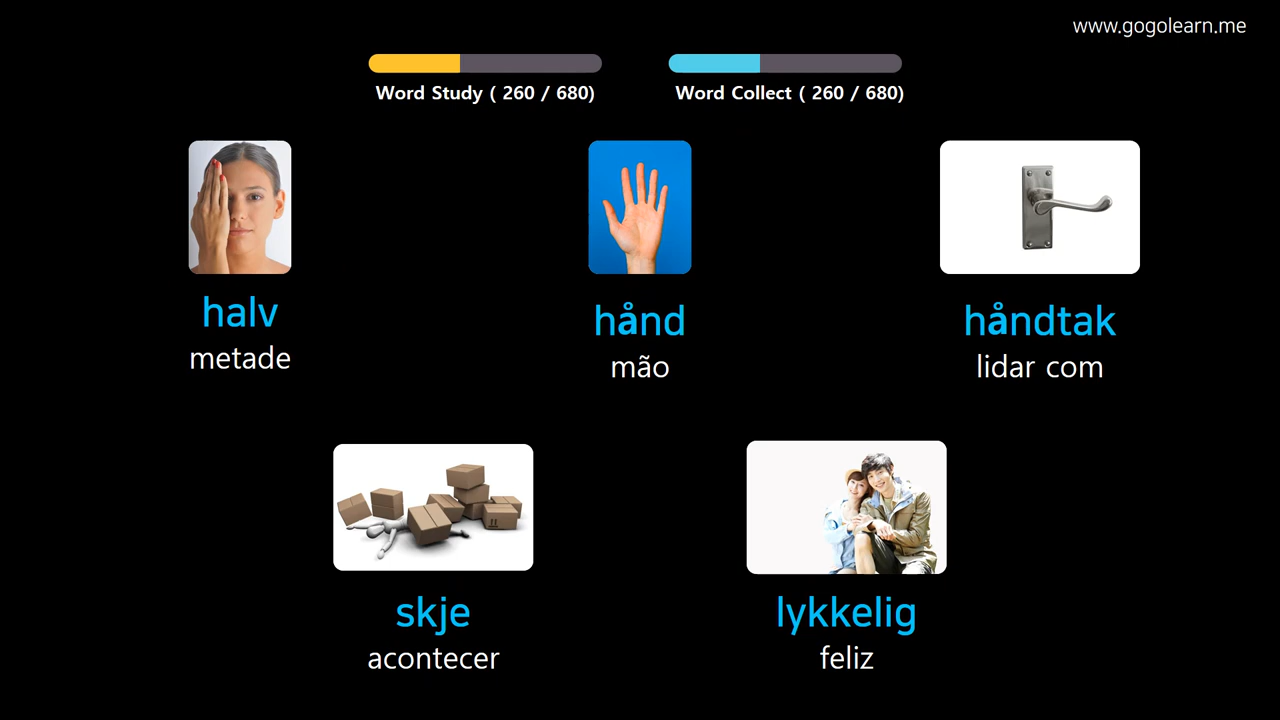 www.gogolearn.me
Word Study ( 260 / 680)
Word Collect ( 260 / 680)
halv
metade
hånd
mão
håndtak
lidar com
skje
acontecer
lykkelig
feliz